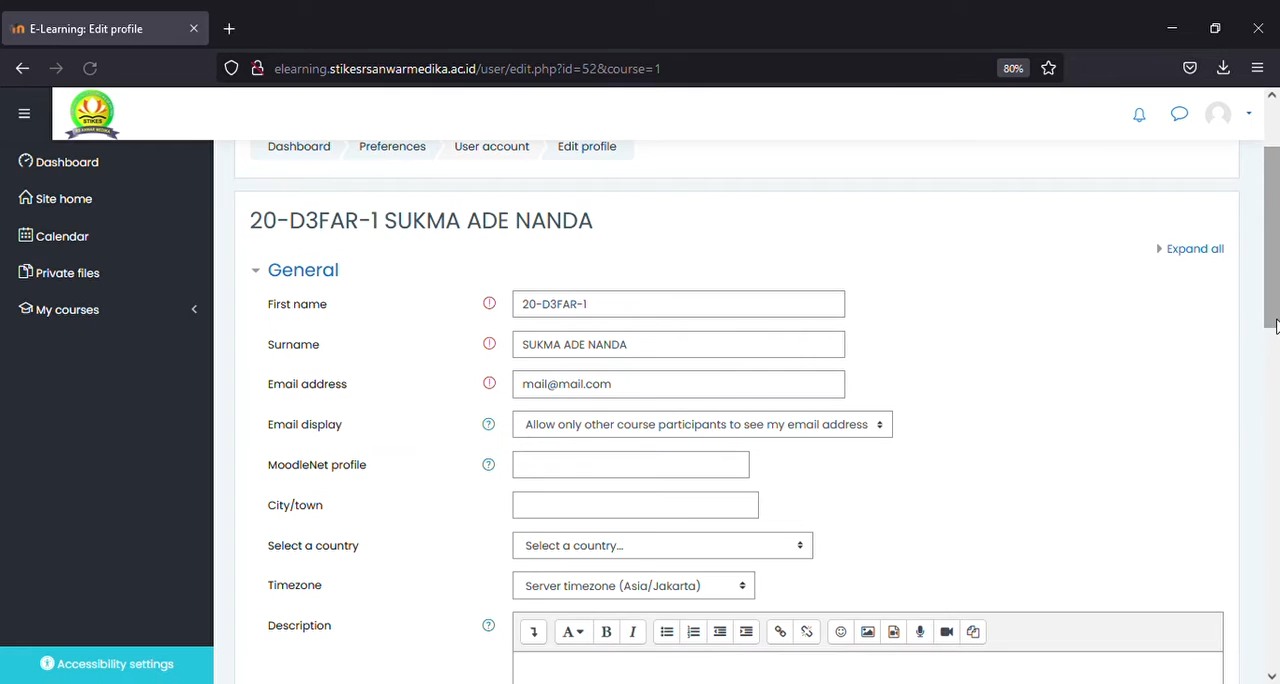 E-Learning: Edit profile
elearning.stikesrsanwarmedika.ac.id/user/edit.php?id=52&course=1
80%
STIKES
Dashboard
Site home
Calendar
Private files
My courses
Accessibility settings
Dashboard Preferences User account Edit profile
20-D3FAR-1 SUKMA ADE NANDA
Expand all
General
First name 20-D3FAR-1
Surname SUKMA ADE NANDA
Email address mail@mail.com
Email display Allow only other course participants to see my email address
MoodleNet profile
City/town
Select a country Select a country...
Timezone Server timezone (Asia/Jakarta)
Description
A B I